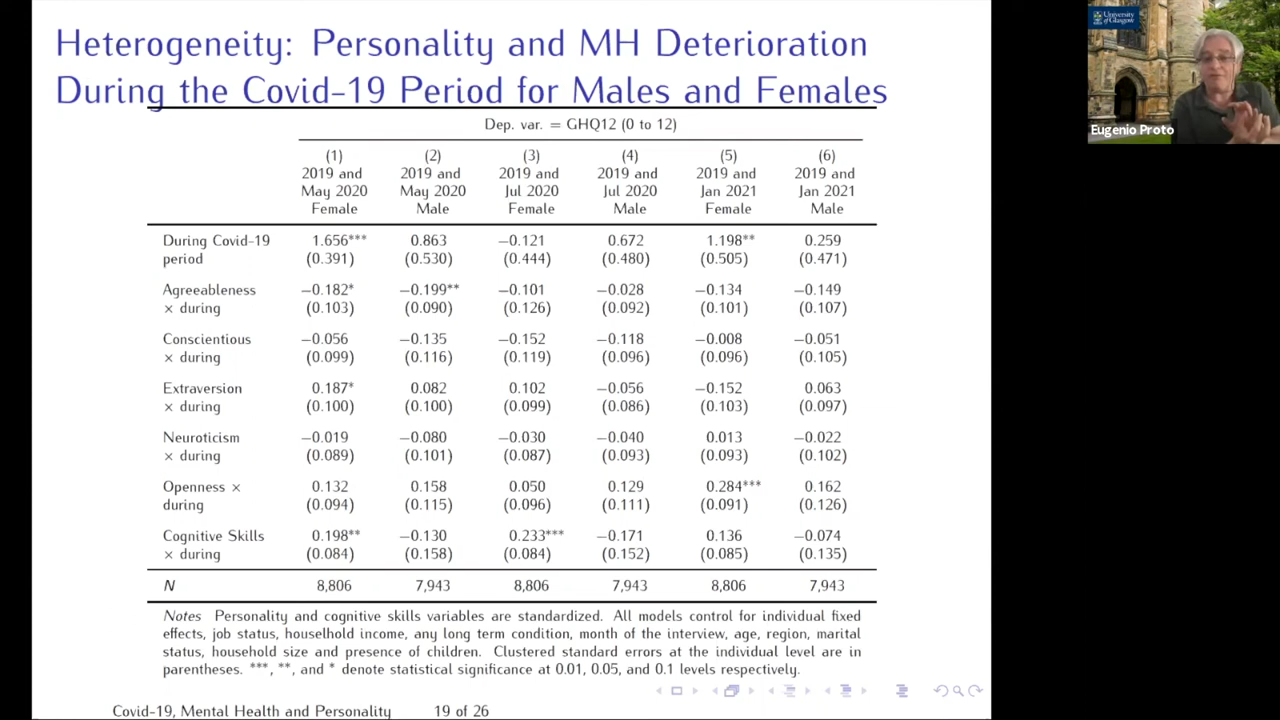 Heterogeneity: Personality and MH Deterioration
During the Covid-19 Period for Males and Females
Dep. var. = GHQ12 (0 to 12)
(1) (2) (3) (4) (5) (6)
2019 and 2019 and 2019 and 2019 and 2019 and 2019 and
May 2020 May 2020 Jul 2020 Jul 2020 Jan 2021 Jan 2021
Female Male Female Male Female Male
During Covid-19 1.656*** 0.863 −0.121 0.672 1.198** 0.259
period (0.391) (0.530) (0.444) (0.480) (0.505) (0.471)
Agreeableness −0.182* −0.199** −0.101 −0.028 −0.134 −0.149
× during (0.103) (0.090) (0.126) (0.092) (0.101) (0.107)
Conscientious −0.056 −0.135 −0.152 −0.118 −0.008 −0.051
× during (0.099) (0.116) (0.119) (0.096) (0.096) (0.105)
Extraversion 0.187* 0.082 0.102 −0.056 −0.152 0.063
× during (0.100) (0.100) (0.099) (0.086) (0.103) (0.097)
Neuroticism −0.019 −0.080 −0.030 −0.040 0.013 −0.022
× during (0.089) (0.101) (0.087) (0.093) (0.093) (0.102)
Openness × 0.132 0.158 0.050 0.129 0.284*** 0.162
during (0.094) (0.115) (0.096) (0.111) (0.091) (0.126)
Cognitive Skills 0.198** −0.130 0.233*** −0.171 0.136 −0.074
× during (0.084) (0.158) (0.084) (0.152) (0.085) (0.135)
N 8,806 7,943 8,806 7,943 8,806 7,943
Notes Personality and cognitive skills variables are standardized. All models control for individual fixed
effects, job status, houselhold income, any long term condition, month of the interview, age, region, marital
status, household size and presence of children. Clustered standard errors at the individual level are in
parentheses. ***, **, and * denote statistical significance at 0.01, 0.05, and 0.1 levels respectively.
Covid-19, Mental Health and Personality 19 of 26
University
of Glasgow
Eugenio Proto